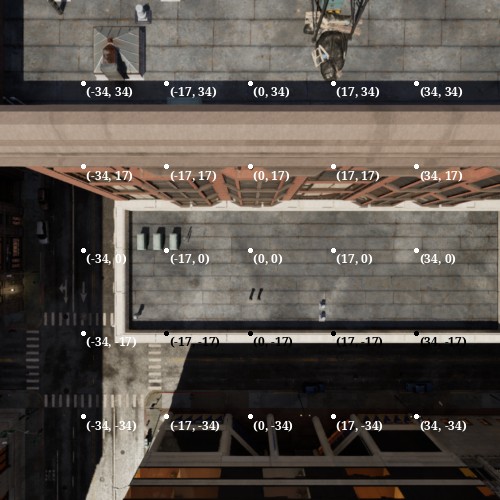 (-34, 34) (-17, 34) (0, 34) (17, 34) (34, 34)
(-34, 17) (-17, 17) (0, 17) (17, 17) (34, 17)
(-34, 0) (-17, 0) (0, 0) (17, 0) (34, 0)
(-34, -17) (-17, -17) (0, -17) (17, -17) (34, -17)
(-34, -34) (-17, -34) (0, -34) (17, -34) (34, -34)